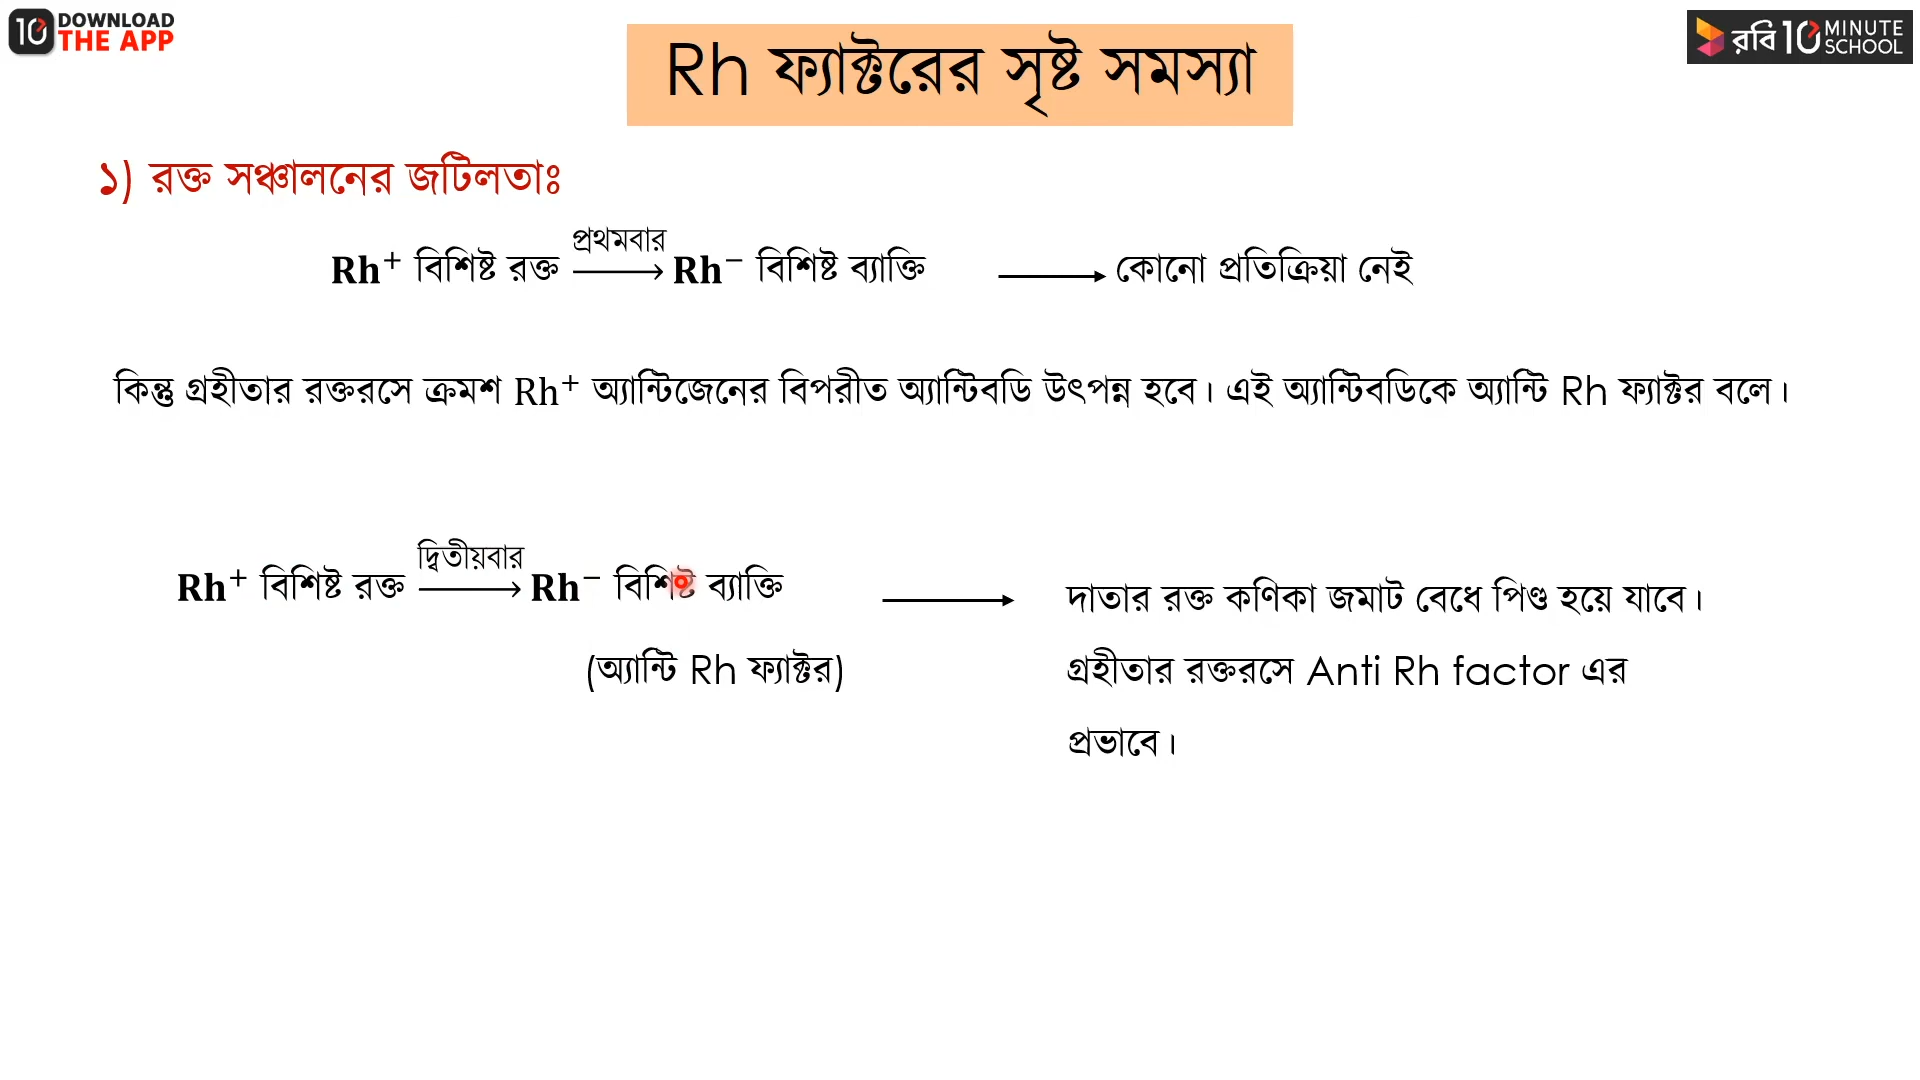 DOWNLOAD
THE APP
রবি 10 MINUTE SCHOOL
Rh ফ্যাক্টরের সৃষ্ট সমস্যা
১) রক্ত সঞ্চালনের জটিলতাঃ
Rh⁺ বিশিষ্ট রক্ত প্রথমবার ⟶ Rh⁻ বিশিষ্ট ব্যাক্তি ⟶ কোনো প্রতিক্রিয়া নেই
কিন্তু গ্রহীতার রক্তরসে ক্রমশ Rh⁺ অ্যান্টিজেনের বিপরীত অ্যান্টিবডি উৎপন্ন হবে। এই অ্যান্টিবডিকে অ্যান্টি Rh ফ্যাক্টর বলে।
Rh⁺ বিশিষ্ট রক্ত দ্বিতীয়বার ⟶ Rh⁻ বিশিষ্ট ব্যাক্তি ⟶ দাতার রক্ত কণিকা জমাট বেধে পিণ্ড হয়ে যাবে।
(অ্যান্টি Rh ফ্যাক্টর) গ্রহীতার রক্তরসে Anti Rh factor এর
প্রভাবে।